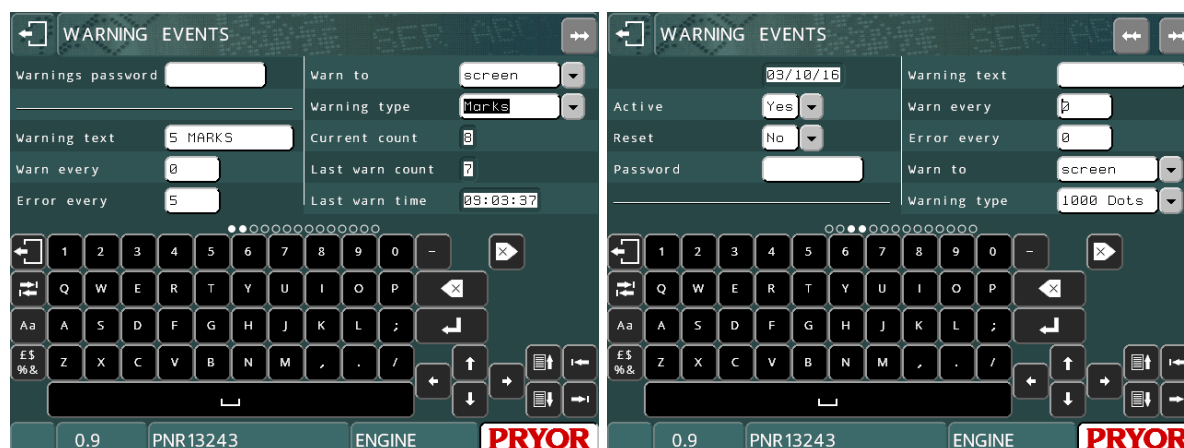 WARNING EVENTS
Warnings password
Warn to screen
Warning type Marks
Warning text 5 MARKS
Current count 8
Warn every 0
Last warn count 7
Error every 5
Last warn time 09:03:37
1 2 3 4 5 6 7 8 9 0 -
Q W E R T Y U I O P
Aa A S D F G H J K L ;
£$ %& Z X C V B N M , . /
0.9 PNR13243 ENGINE PRYOR
WARNING EVENTS
03/10/16
Warning text
Active Yes
Warn every 0
Reset No
Error every 0
Password
Warn to screen
Warning type 1000 Dots
1 2 3 4 5 6 7 8 9 0 -
Q W E R T Y U I O P
Aa A S D F G H J K L ;
£$ %& Z X C V B N M , . /
0.9 PNR13243 ENGINE PRYOR